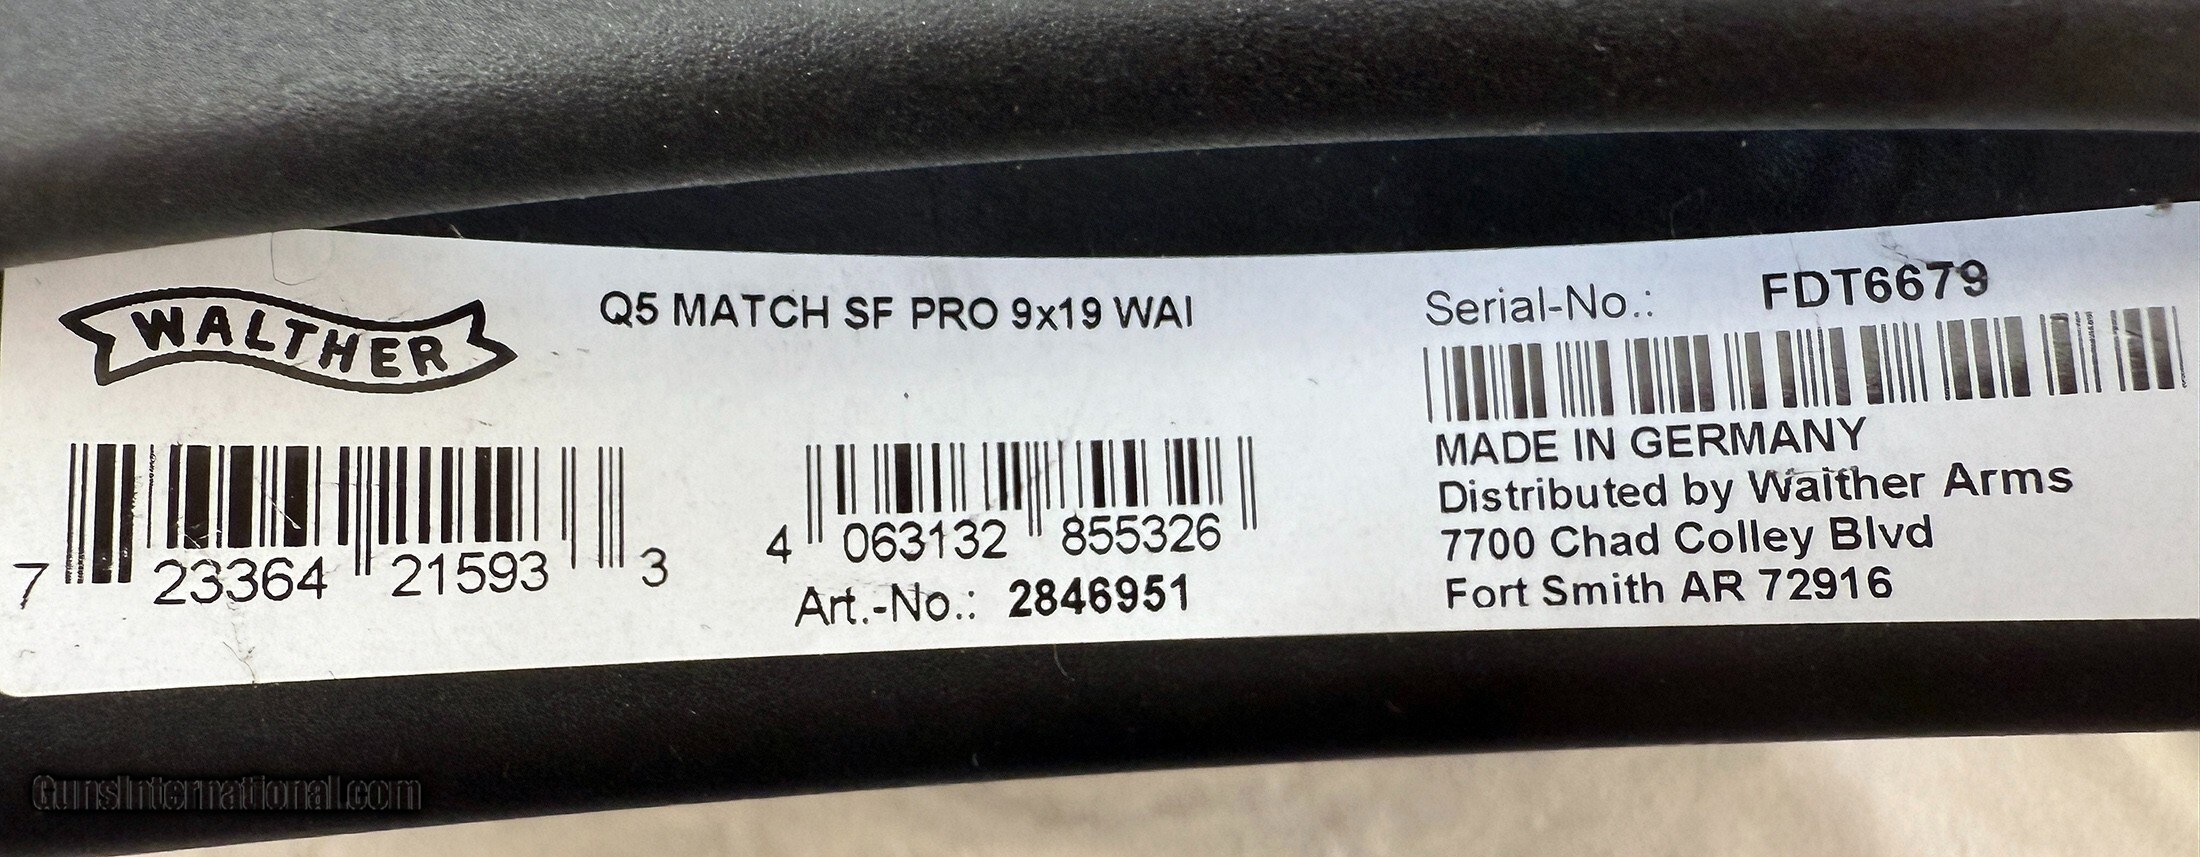 WALTHER
Q5 MATCH SF PRO 9x19 WAI
Serial-No.: FDT6679
7 23364 21593 3
4 063132 855326
Art.-No.: 2846951
MADE IN GERMANY
Distributed by Walther Arms
7700 Chad Colley Blvd
Fort Smith AR 72916
GunsInternational.com